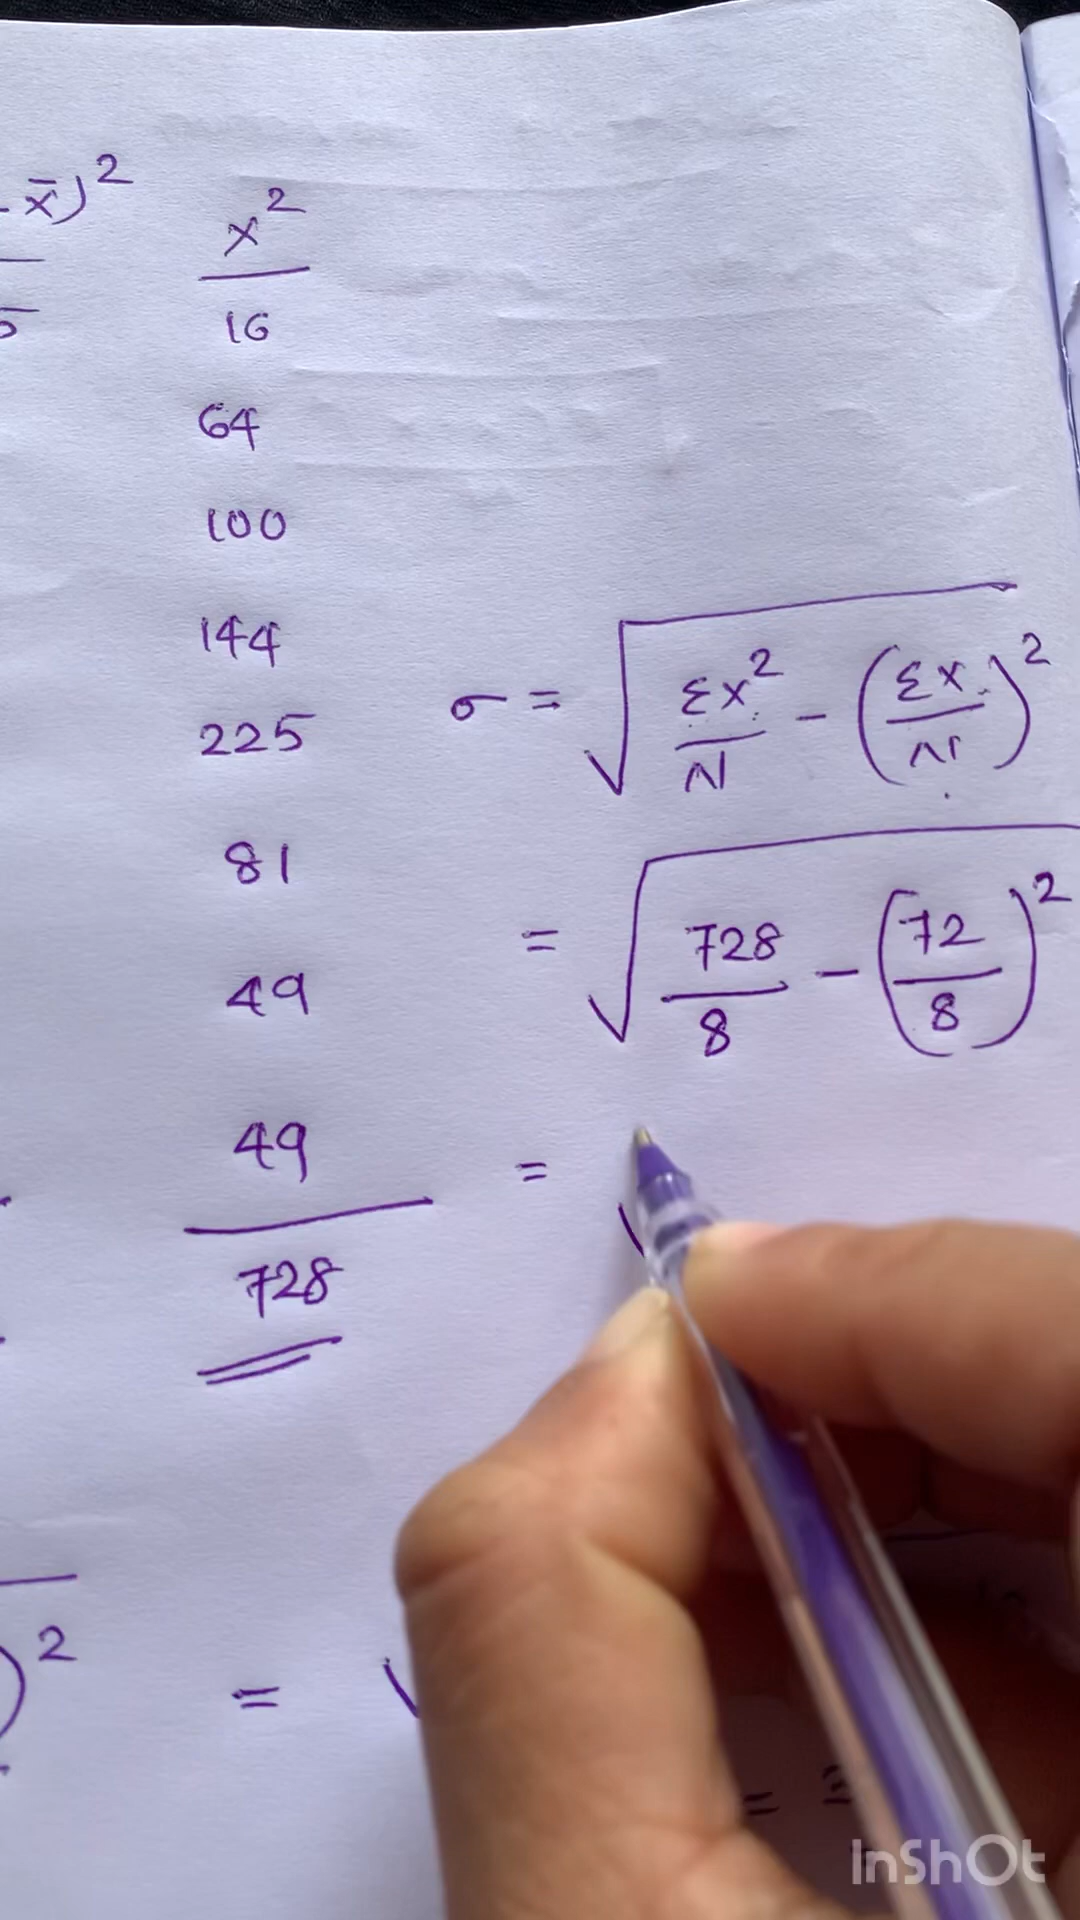 - x̄)²
x²
16
5
64
100
144
225
81
49
49
728
σ = √(Σx²/N - (Σx/N)²)
= √(728/8 - (72/8)²)
= √
)² = √
=
InShOt